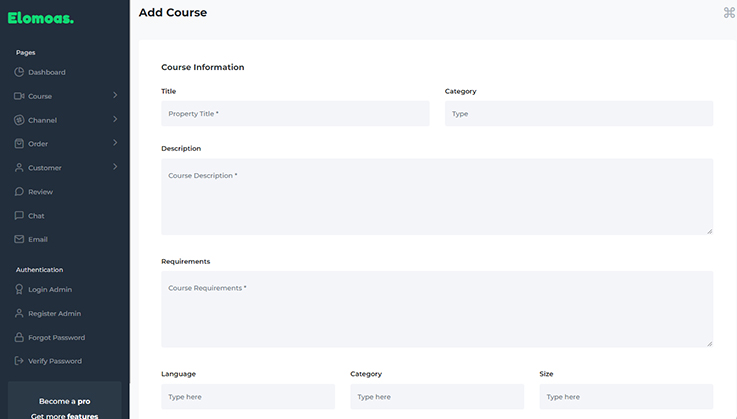 Elomoas.
Add Course
Pages
Dashboard
Course
Channel
Order
Customer
Review
Chat
Email
Authentication
Login Admin
Register Admin
Forgot Password
Verify Password
Become a pro
Get more features
Course Information
Title
Category
Property Title *
Type
Description
Course Description *
Requirements
Course Requirements *
Language
Category
Size
Type here
Type here
Type here